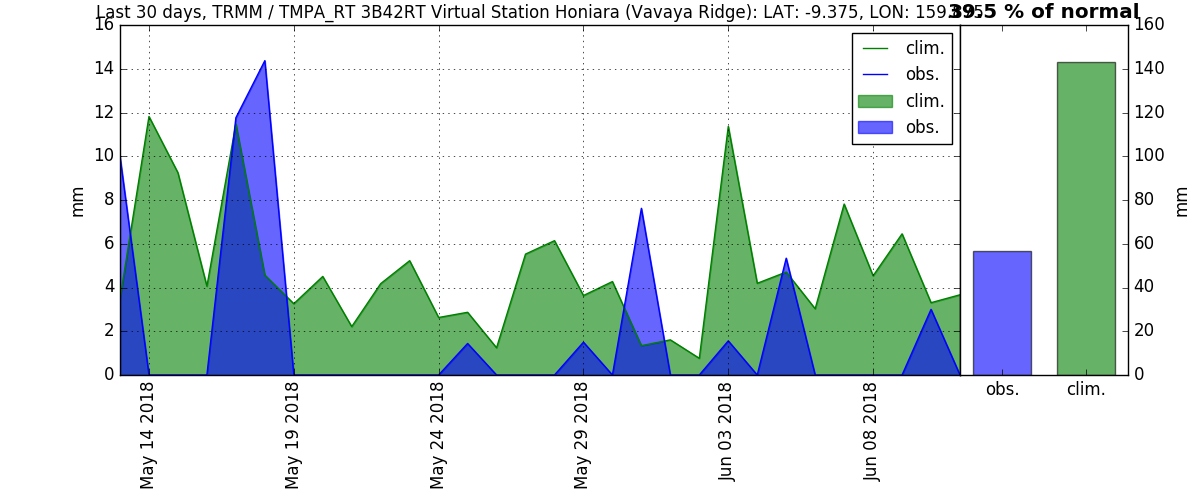 Last 30 days, TRMM / TMPA_RT 3B42RT Virtual Station Honiara (Vavaya Ridge): LAT: -9.375, LON:
39.5 % of normal
16
14
12
10
8
6
4
2
0
mm
clim.
obs.
clim.
obs.
160
140
120
100
80
60
40
20
0
mm
obs.
clim.
May 14 2018
May 19 2018
May 24 2018
May 29 2018
Jun 03 2018
Jun 08 2018